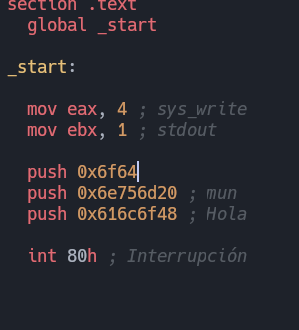 section .text
global _start
_start:
mov eax, 4 ; sys_write
mov ebx, 1 ; stdout
push 0x6f64
push 0x6e756d20 ; mun
push 0x616c6f48 ; Hola
int 80h ; Interrupción